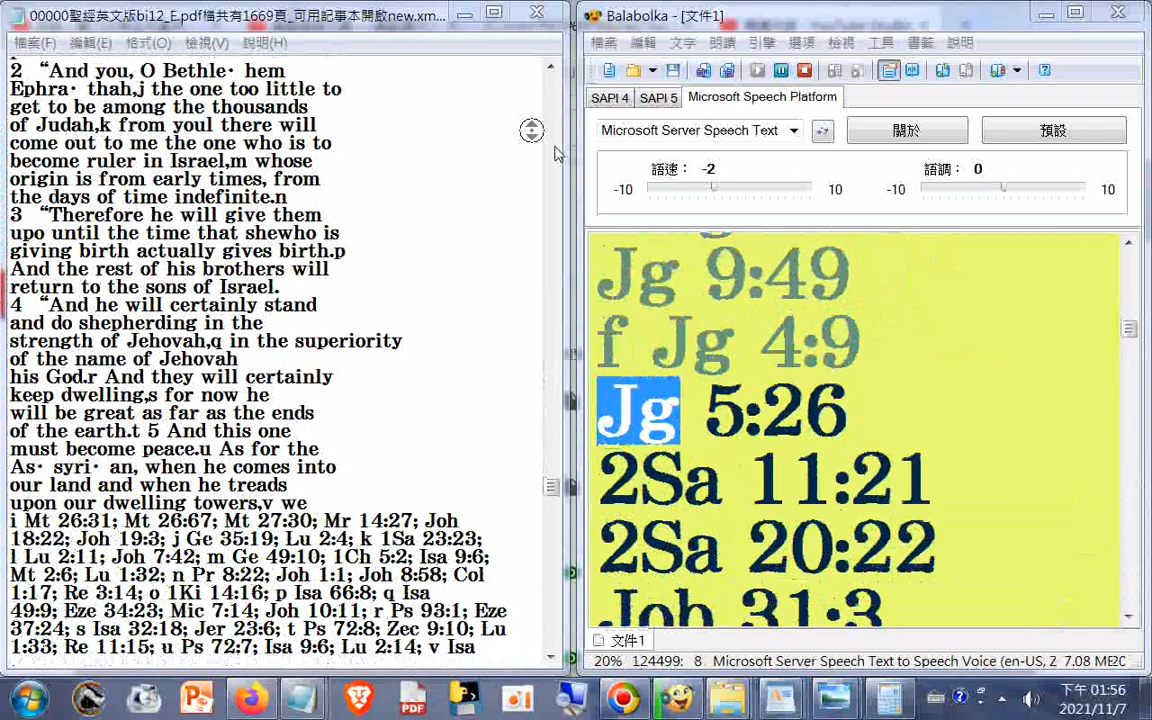 00000聖經英文版bi12_E.pdf檔共有1669頁_可用記事本開啟new.xm...
檔案(F) 編輯(E) 格式(O) 檢視(V) 說明(H)
2 “And you, O Bethle· hem
Ephra· thah,j the one too little to
get to be among the thousands
of Judah,k from youl there will
come out to me the one who is to
become ruler in Israel,m whose
origin is from early times, from
the days of time indefinite.n
3 “Therefore he will give them
upo until the time that shewho is
giving birth actually gives birth.p
And the rest of his brothers will
return to the sons of Israel.
4 “And he will certainly stand
and do shepherding in the
strength of Jehovah,q in the superiority
of the name of Jehovah
his God.r And they will certainly
keep dwelling,s for now he
will be great as far as the ends
of the earth.t 5 And this one
must become peace.u As for the
As· syri· an, when he comes into
our land and when he treads
upon our dwelling towers,v we
i Mt 26:31; Mt 26:67; Mt 27:30; Mr 14:27; Joh
18:22; Joh 19:3; j Ge 35:19; Lu 2:4; k 1Sa 23:23;
l Lu 2:11; Joh 7:42; m Ge 49:10; 1Ch 5:2; Isa 9:6;
Mt 2:6; Lu 1:32; n Pr 8:22; Joh 1:1; Joh 8:58; Col
1:17; Re 3:14; o 1Ki 14:16; p Isa 66:8; q Isa
49:9; Eze 34:23; Mic 7:14; Joh 10:11; r Ps 93:1; Eze
37:24; s Isa 32:18; Jer 23:6; t Ps 72:8; Zec 9:10; Lu
1:33; Re 11:15; u Ps 72:7; Isa 9:6; Lu 2:14; v Isa
Balabolka - [文件1]
檔案 編輯 文字 朗讀 引擎 選項 檢視 工具 書籤 說明
SAPI 4 SAPI 5 Microsoft Speech Platform
Microsoft Server Speech Text 關於 預設
語速： -2 語調： 0
-10 10 -10 10
Jg 9:49
f Jg 4:9
Jg 5:26
2Sa 11:21
2Sa 20:22
Job 31:3
文件1
20% 124499: 8 Microsoft Server Speech Text to Speech Voice (en-US, Z 7.08 ME
下午 01:56
2021/11/7